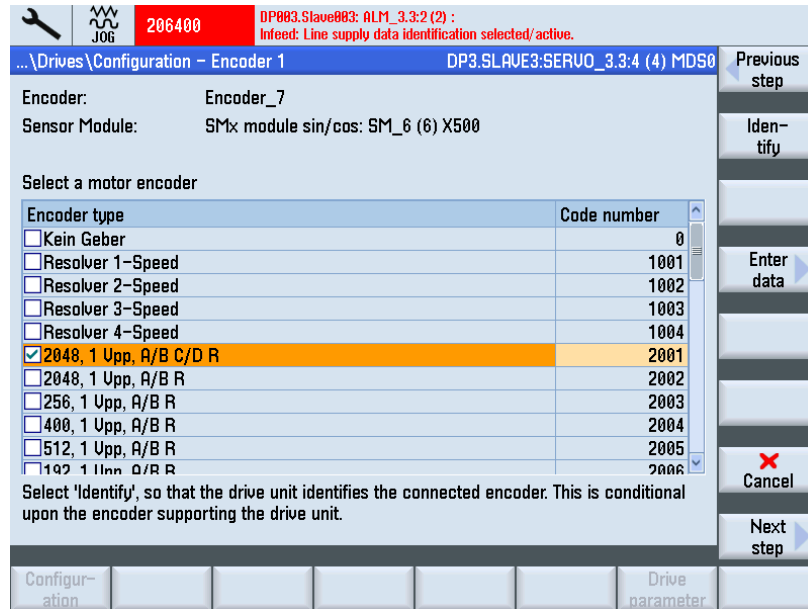 JOG
206400
DP003.Slave003: ALM_3.3:2 (2) :
Infeed: Line supply data identification selected/active.
...\Drives\Configuration – Encoder 1
DP3.SLAVE3:SERVO_3.3:4 (4) MDS0
Encoder: Encoder_7
Sensor Module: SMx module sin/cos: SM_6 (6) X500
Select a motor encoder
Encoder type Code number
Kein Geber 0
Resolver 1-Speed 1001
Resolver 2-Speed 1002
Resolver 3-Speed 1003
Resolver 4-Speed 1004
2048, 1 Vpp, A/B C/D R 2001
2048, 1 Vpp, A/B R 2002
256, 1 Vpp, A/B R 2003
400, 1 Vpp, A/B R 2004
512, 1 Vpp, A/B R 2005
192, 1 Vpp, A/B R 2006
Select 'Identify', so that the drive unit identifies the connected encoder. This is conditional
upon the encoder supporting the drive unit.
Previous
step
Iden-
tify
Enter
data
Cancel
Next
step
Configur-
ation
Drive
parameter